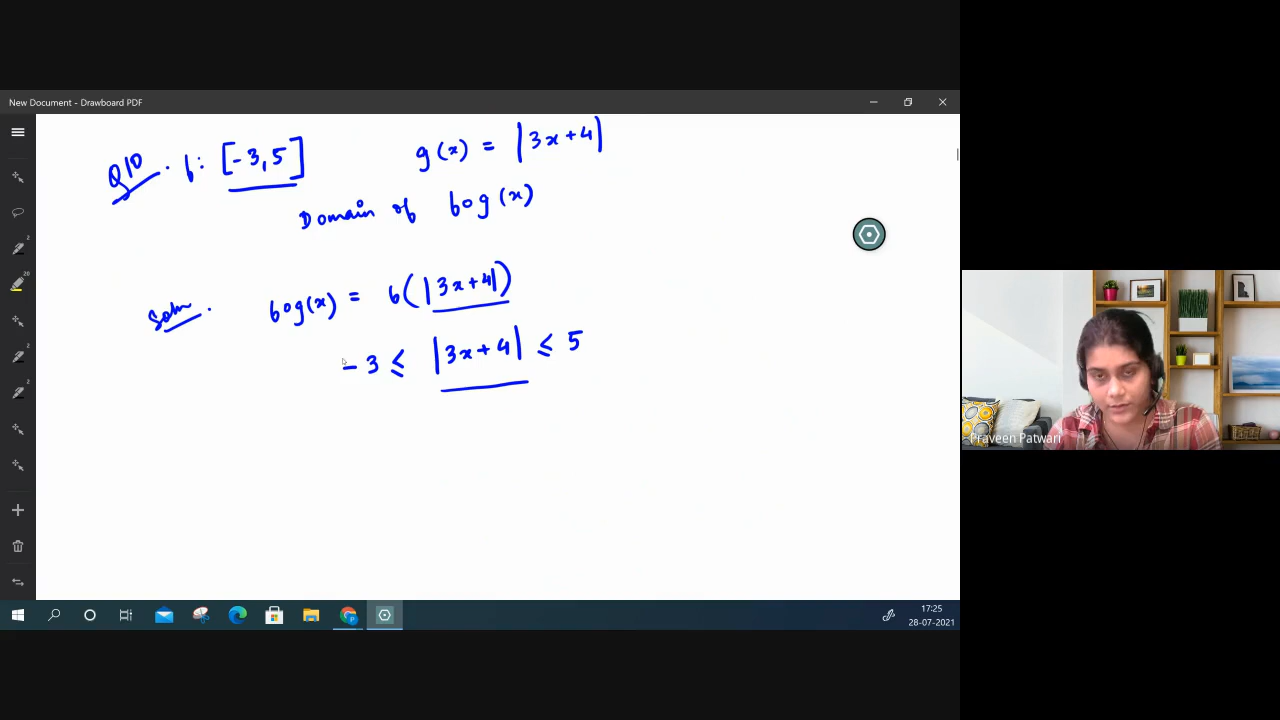 New Document - Drawboard PDF
Q10. f: [-3, 5] g(x) = |3x+4|
Domain of fog(x)
Soln. fog(x) = f(|3x+4|)
-3 ≤ |3x+4| ≤ 5
Praveen Patwari
17:25
28-07-2021